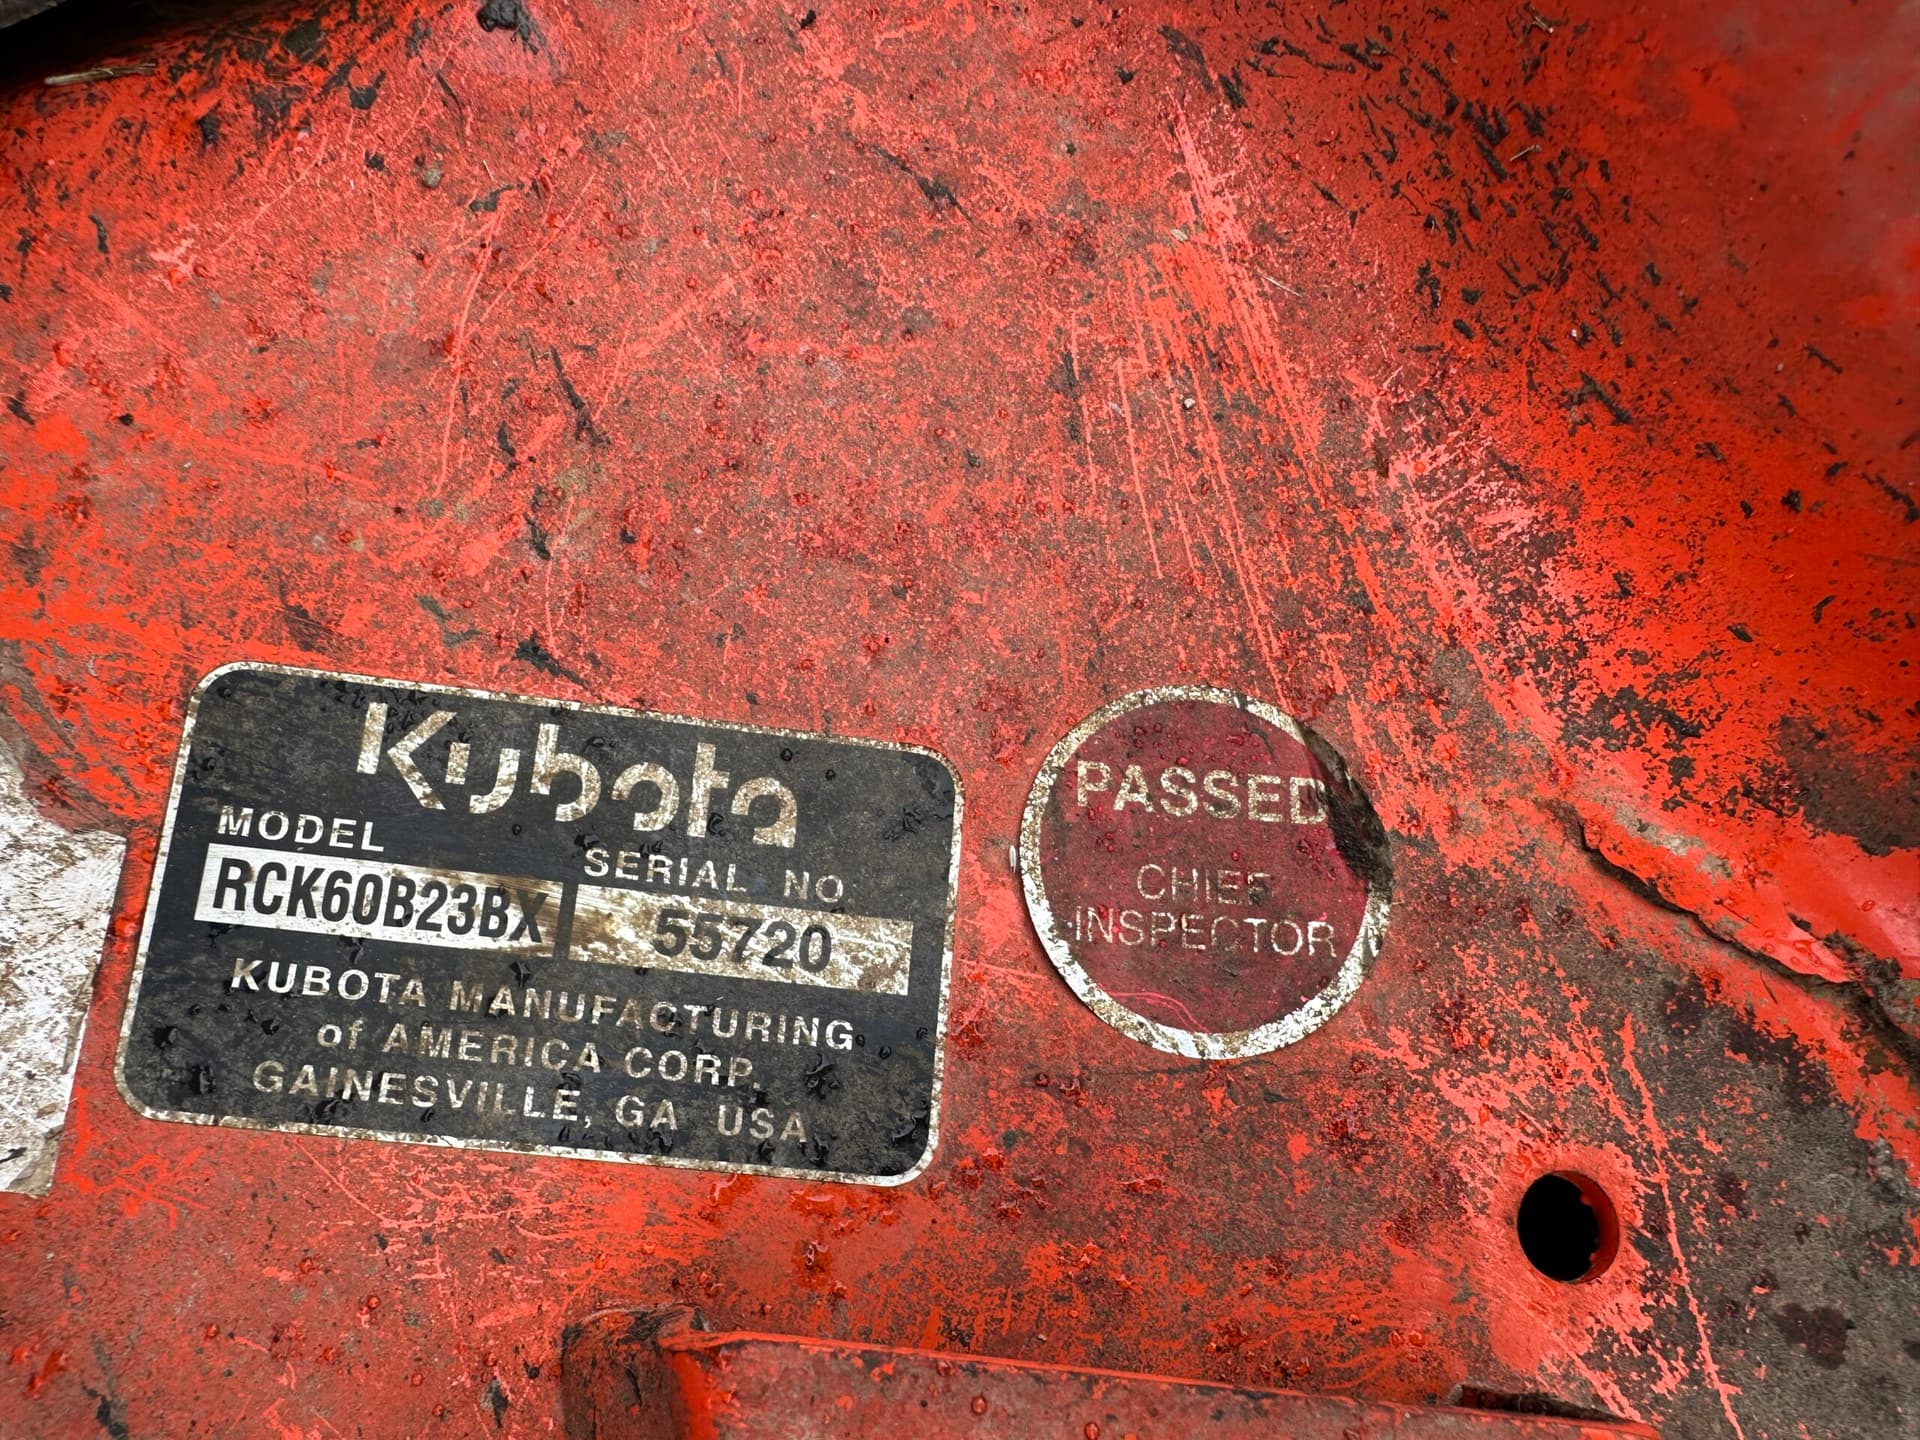 Kubota
MODEL
SERIAL NO
RCK60B23BX
55720
KUBOTA MANUFACTURING
of AMERICA CORP.
GAINESVILLE, GA USA
PASSED
CHIEF
INSPECTOR